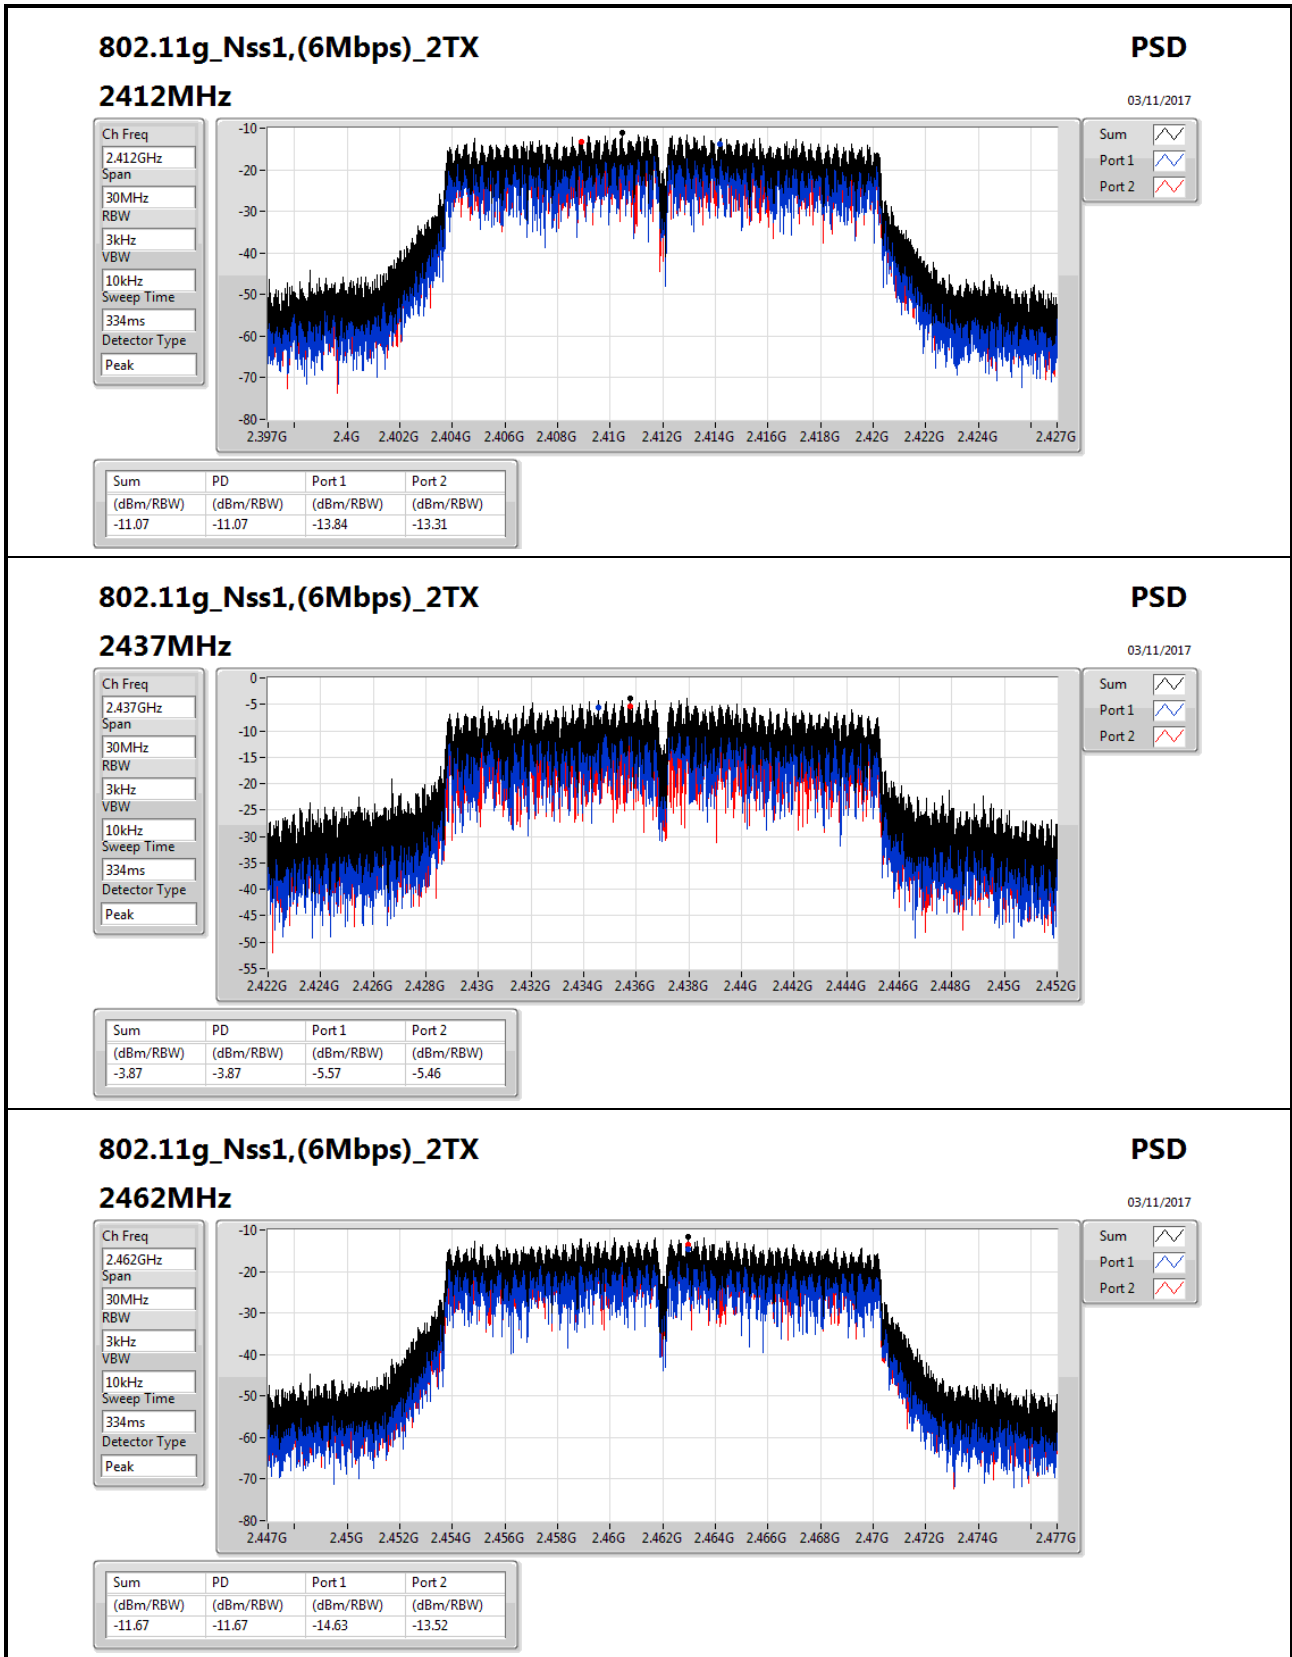 802.11g_Nss1,(6Mbps)_2TX PSD
2412MHz 03/11/2017
Ch Freq
2.412GHz
Span
30MHz
RBW
3kHz
VBW
10kHz
Sweep Time
334ms
Detector Type
Peak
-10
-20
-30
-40
-50
-60
-70
-80
2.397G 2.4G 2.402G 2.404G 2.406G 2.408G 2.41G 2.412G 2.414G 2.416G 2.418G 2.42G 2.422G 2.424G 2.427G
Sum
Port 1
Port 2
Sum PD Port 1 Port 2
(dBm/RBW) (dBm/RBW) (dBm/RBW) (dBm/RBW)
-11.07 -11.07 -13.84 -13.31
802.11g_Nss1,(6Mbps)_2TX PSD
2437MHz 03/11/2017
Ch Freq
2.437GHz
Span
30MHz
RBW
3kHz
VBW
10kHz
Sweep Time
334ms
Detector Type
Peak
0
-5
-10
-15
-20
-25
-30
-35
-40
-45
-50
-55
2.422G 2.424G 2.426G 2.428G 2.43G 2.432G 2.434G 2.436G 2.438G 2.44G 2.442G 2.444G 2.446G 2.448G 2.45G 2.452G
Sum
Port 1
Port 2
Sum PD Port 1 Port 2
(dBm/RBW) (dBm/RBW) (dBm/RBW) (dBm/RBW)
-3.87 -3.87 -5.57 -5.46
802.11g_Nss1,(6Mbps)_2TX PSD
2462MHz 03/11/2017
Ch Freq
2.462GHz
Span
30MHz
RBW
3kHz
VBW
10kHz
Sweep Time
334ms
Detector Type
Peak
-10
-20
-30
-40
-50
-60
-70
-80
2.447G 2.45G 2.452G 2.454G 2.456G 2.458G 2.46G 2.462G 2.464G 2.466G 2.468G 2.47G 2.472G 2.474G 2.477G
Sum
Port 1
Port 2
Sum PD Port 1 Port 2
(dBm/RBW) (dBm/RBW) (dBm/RBW) (dBm/RBW)
-11.67 -11.67 -14.63 -13.52